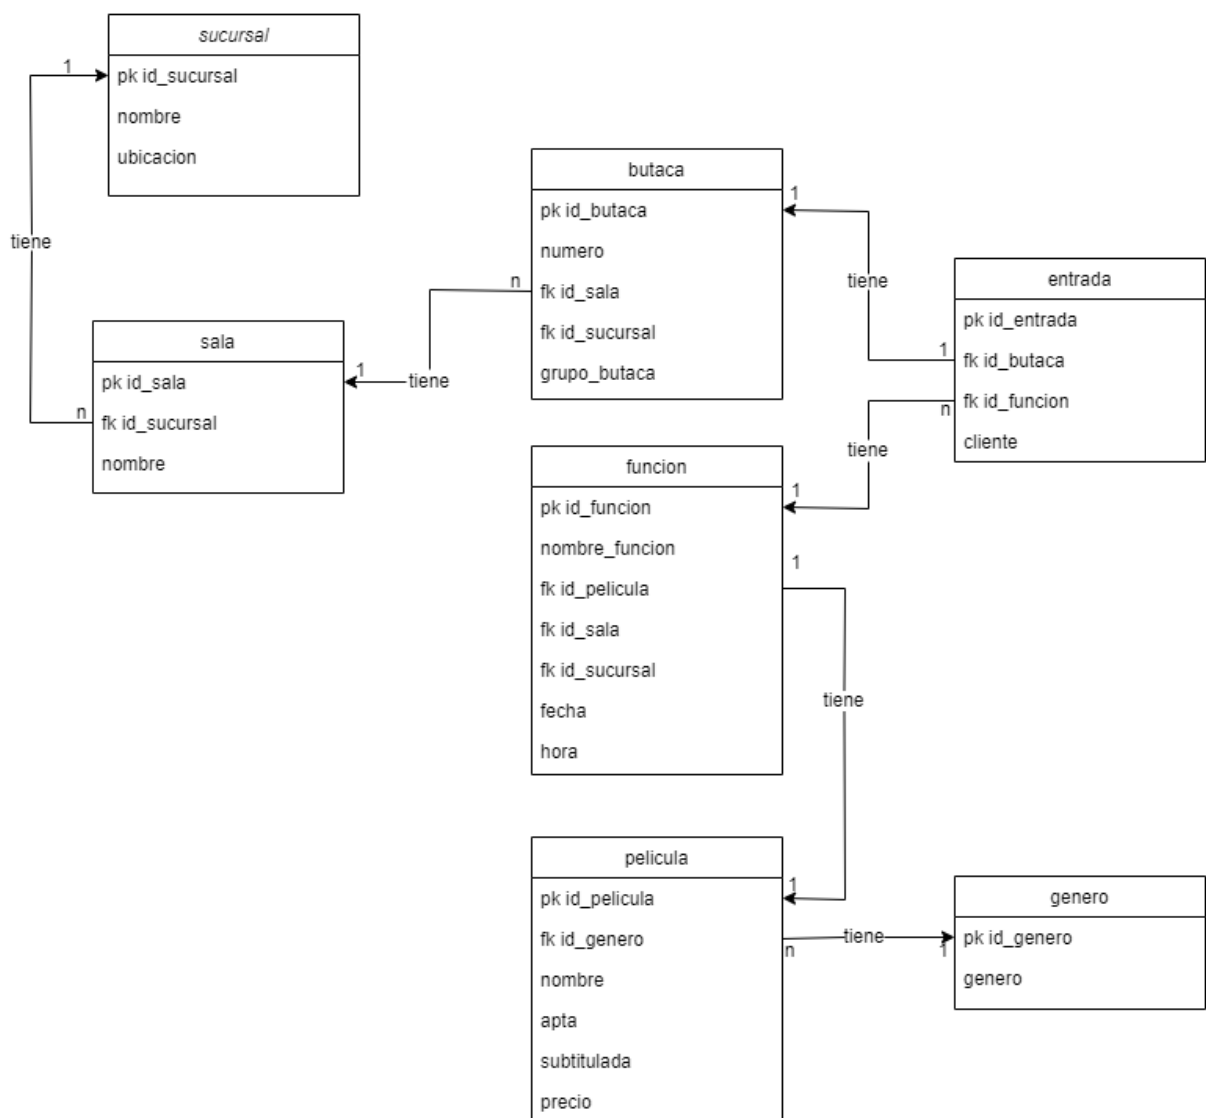 sucursal
1
pk id_sucursal
nombre
ubicacion
tiene
n
sala
pk id_sala
fk id_sucursal
nombre
1
tiene
n
butaca
pk id_butaca
numero
fk id_sala
fk id_sucursal
grupo_butaca
1
tiene
1
entrada
pk id_entrada
fk id_butaca
fk id_funcion
cliente
n
tiene
1
funcion
pk id_funcion
nombre_funcion
fk id_pelicula
fk id_sala
fk id_sucursal
fecha
hora
1
tiene
1
pelicula
pk id_pelicula
fk id_genero
nombre
apta
subtitulada
precio
n
tiene
1
genero
pk id_genero
genero